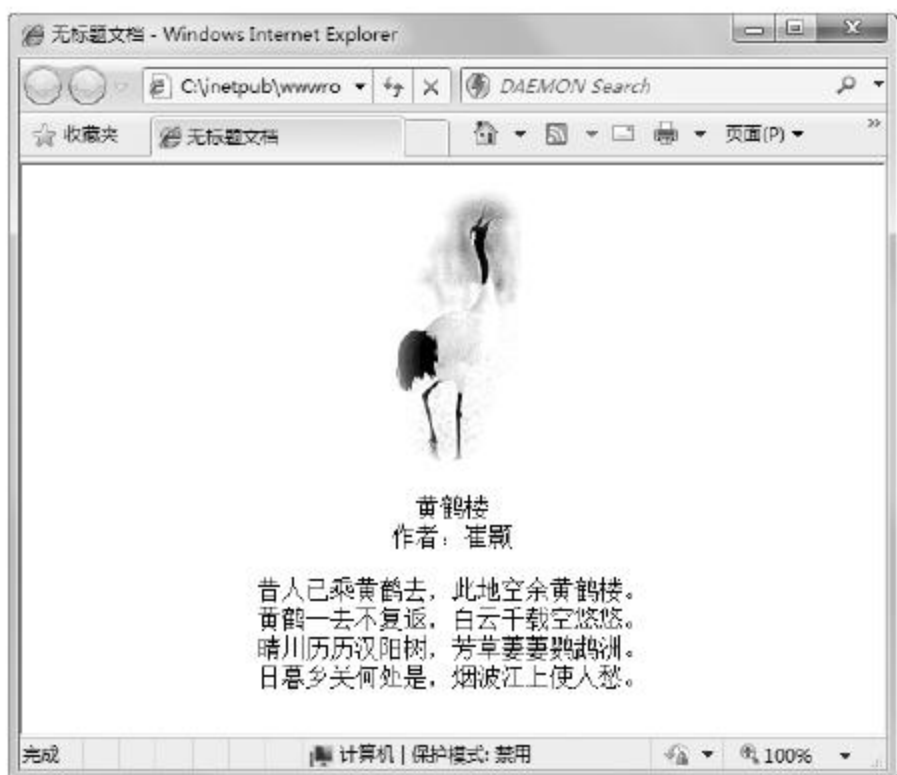 无标题文档 - Windows Internet Explorer
C:\inetpub\wwwro
DAEMON Search
收藏夹
无标题文档
页面(P)
黄鹤楼
作者：崔颢
昔人已乘黄鹤去，此地空余黄鹤楼。
黄鹤一去不复返，白云千载空悠悠。
晴川历历汉阳树，芳草萋萋鹦鹉洲。
日暮乡关何处是，烟波江上使人愁。
完成
计算机 | 保护模式: 禁用
100%